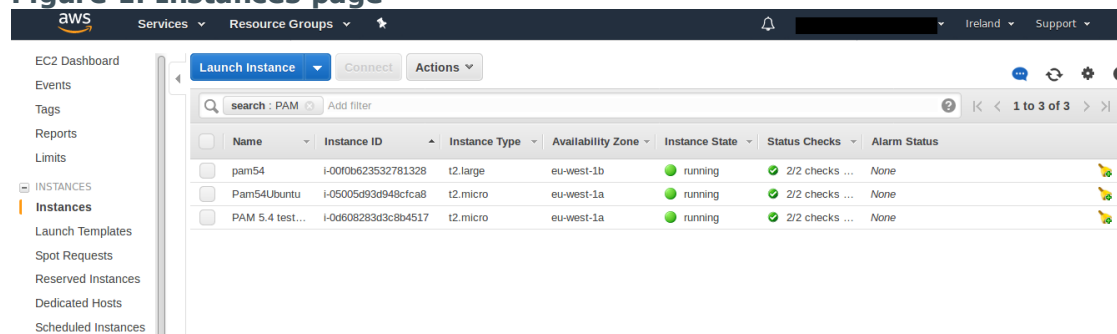 Figure 1. Instances page
aws Services Resource Groups Ireland Support
EC2 Dashboard
Events
Tags
Reports
Limits
INSTANCES
Instances
Launch Templates
Spot Requests
Reserved Instances
Dedicated Hosts
Scheduled Instances
Launch Instance Connect Actions
search : PAM Add filter 1 to 3 of 3
Name Instance ID Instance Type Availability Zone Instance State Status Checks Alarm Status
pam54 i-00f0b623532781328 t2.large eu-west-1b running 2/2 checks ... None
Pam54Ubuntu i-05005d93d948cfca8 t2.micro eu-west-1a running 2/2 checks ... None
PAM 5.4 test... i-0d608283d3c8b4517 t2.micro eu-west-1a running 2/2 checks ... None